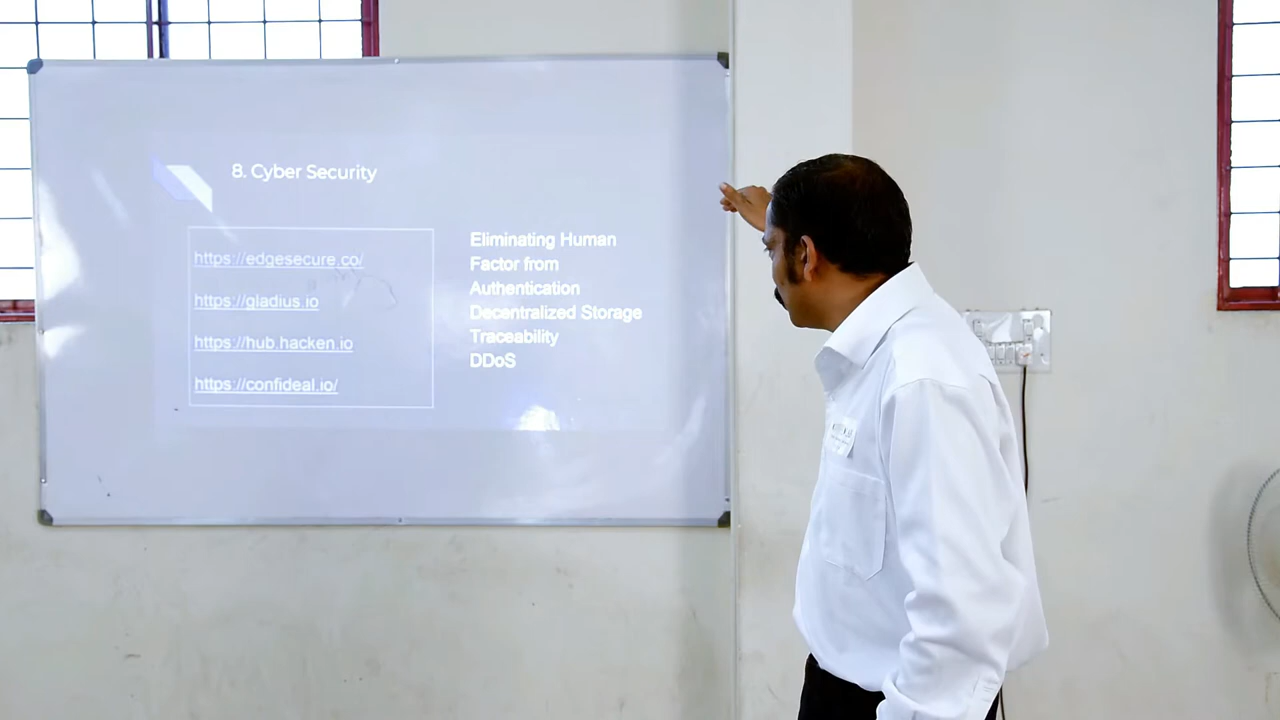 8. Cyber Security
https://edgesecure.co/
https://gladius.io
https://hub.hacken.io
https://confideal.io/
Eliminating Human
Factor from
Authentication
Decentralized Storage
Traceability
DDoS